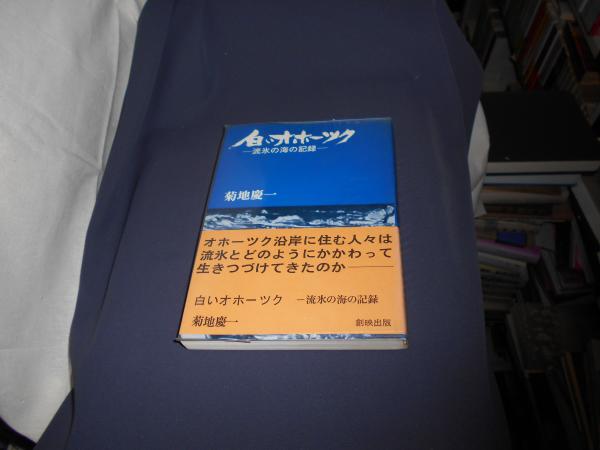 白いオホーツク
―流氷の海の記録―
菊地慶一
オホーツク沿岸に住む人々は
流氷とどのようにかかわって
生きつづけてきたのか―
白いオホーツク ―流氷の海の記録
菊地慶一 創映出版